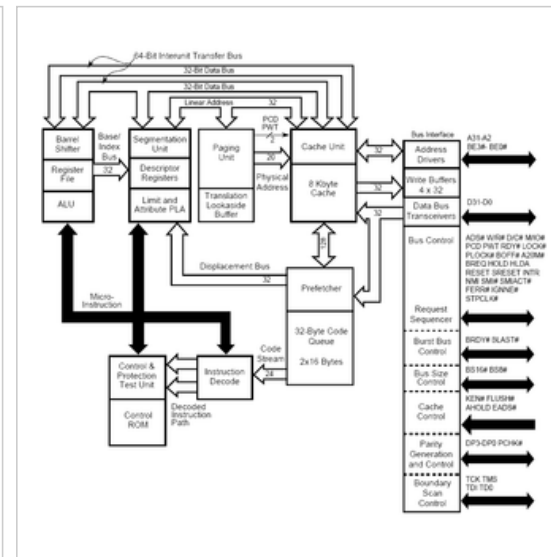 64-Bit Interunit Transfer Bus
32-Bit Data Bus
32-Bit Data Bus
Linear Address
32
PCD
PWT
2
Bus Interface
A31-A2
BE3#- BE0#
Barrel
Shifter
Register
File
ALU
Base/
Index
Bus
32
Segmentation
Unit
Descriptor
Registers
Limit and
Attribute PLA
Paging
Unit
Translation
Lookaside
Buffer
20
Physical
Address
Cache Unit
8 Kbyte
Cache
32
Address
Drivers
32
Write Buffers
4 x 32
32
Data Bus
Transceivers
D31-D0
128
Displacement Bus
32
Prefetcher
32-Byte Code
Queue
2x16 Bytes
Bus Control
Request
Sequencer
ADS# W/R# D/C# M/IO#
PCD PWT RDY# LOCK#
PLOCK# BOFF# A20M#
BREQ HOLD HLDA
RESET SRESET INTR
NMI SMI# SMIACT#
FERR# IGNNE#
STPCLK#
Micro-
Instruction
Control &
Protection
Test Unit
Control
ROM
Instruction
Decode
Code
Stream
24
Decoded
Instruction
Path
Burst Bus
Control
BRDY# BLAST#
Bus Size
Control
BS16# BS8#
Cache
Control
KEN# FLUSH#
AHOLD EADS#
Parity
Generation
and Control
DP3-DP0 PCHK#
Boundary
Scan
Control
TCK TMS
TDI TD0